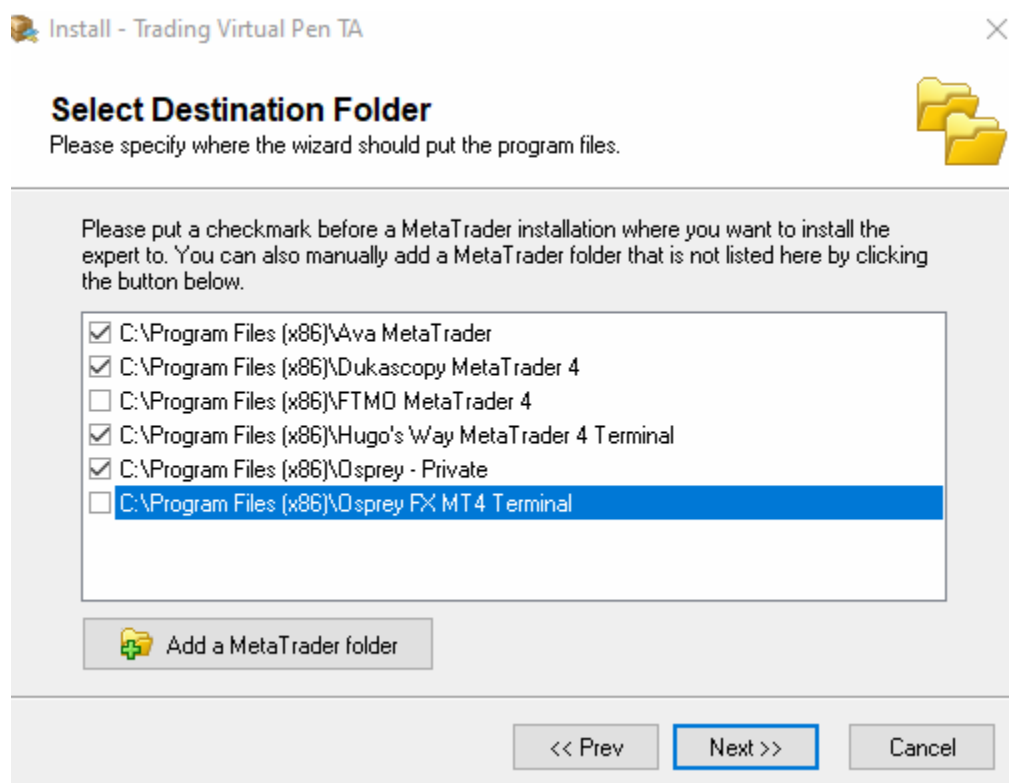 Install - Trading Virtual Pen TA
Select Destination Folder
Please specify where the wizard should put the program files.
Please put a checkmark before a MetaTrader installation where you want to install the
expert to. You can also manually add a MetaTrader folder that is not listed here by clicking
the button below.
C:\Program Files (x86)\Ava MetaTrader
C:\Program Files (x86)\Dukascopy MetaTrader 4
C:\Program Files (x86)\FTMO MetaTrader 4
C:\Program Files (x86)\Hugo's Way MetaTrader 4 Terminal
C:\Program Files (x86)\Osprey - Private
C:\Program Files (x86)\Osprey FX MT4 Terminal
Add a MetaTrader folder
<< Prev Next >> Cancel